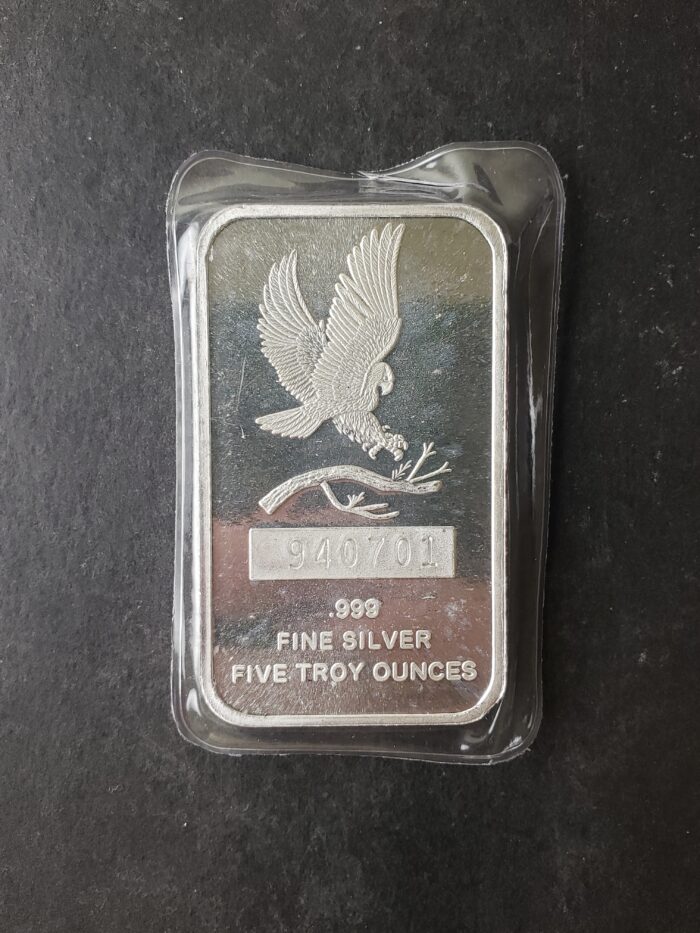 940701
.999
FINE SILVER
FIVE TROY OUNCES